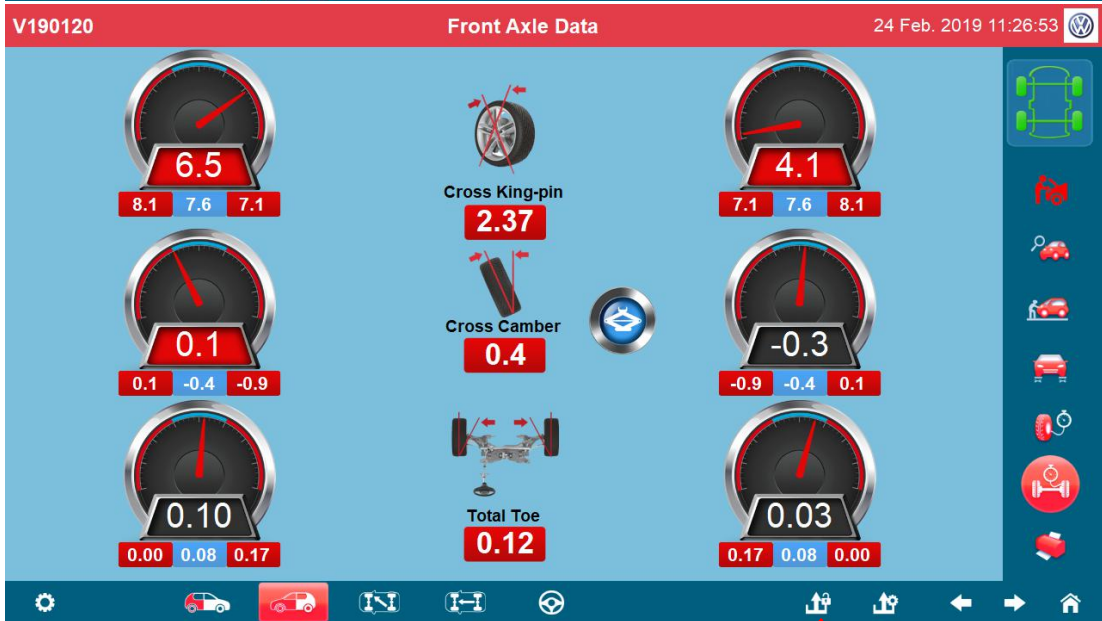 V190120 Front Axle Data 24 Feb. 2019 11:26:53
6.5
8.1 7.6 7.1
Cross King-pin
2.37
4.1
7.1 7.6 8.1
0.1
0.1 -0.4 -0.9
Cross Camber
0.4
-0.3
-0.9 -0.4 0.1
0.10
0.00 0.08 0.17
Total Toe
0.12
0.03
0.17 0.08 0.00